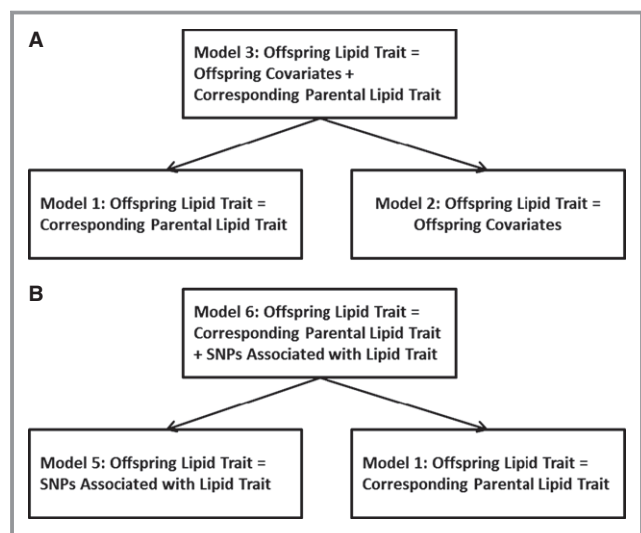 A
Model 3: Offspring Lipid Trait =
Offspring Covariates +
Corresponding Parental Lipid Trait
Model 1: Offspring Lipid Trait =
Corresponding Parental Lipid Trait
Model 2: Offspring Lipid Trait =
Offspring Covariates
B
Model 6: Offspring Lipid Trait =
Corresponding Parental Lipid Trait
+ SNPs Associated with Lipid Trait
Model 5: Offspring Lipid Trait =
SNPs Associated with Lipid Trait
Model 1: Offspring Lipid Trait =
Corresponding Parental Lipid Trait